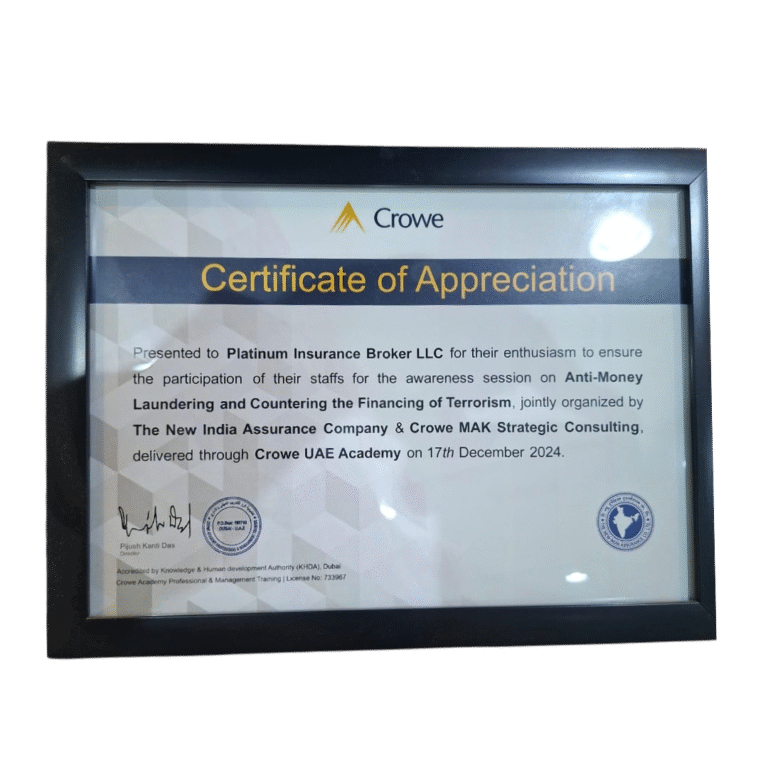 Crowe
Certificate of Appreciation
Presented to Platinum Insurance Broker LLC for their enthusiasm to ensure
the participation of their staffs for the awareness session on Anti-Money
Laundering and Countering the Financing of Terrorism, jointly organized by
The New India Assurance Company & Crowe MAK Strategic Consulting,
delivered through Crowe UAE Academy on 17th December 2024.
Pijush Kanti Das
Director
DUBAI - U.A.E
Accredited by Knowledge & Human development Authority (KHDA), Dubai
Crowe Academy Professional & Management Training | License No: 733967